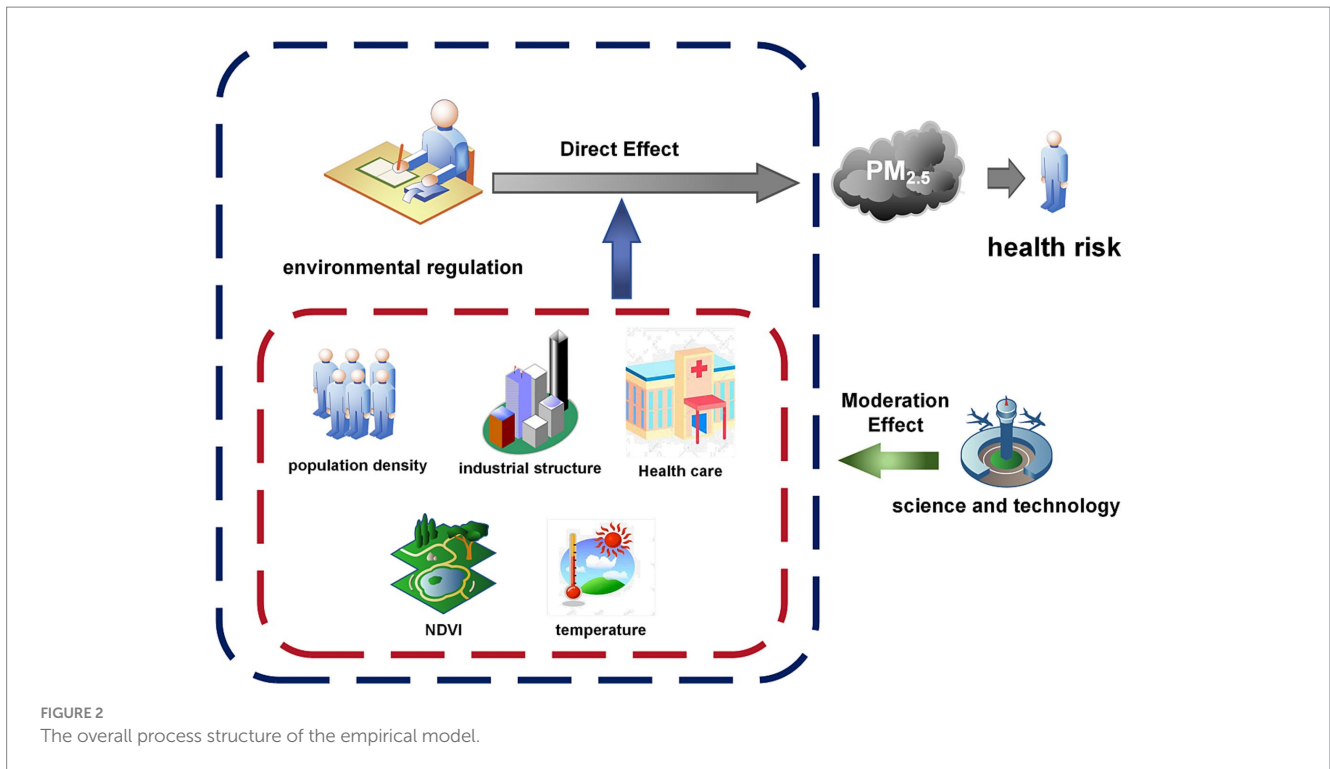 Direct Effect
PM2.5
environmental regulation
health risk
population density
industrial structure
Health care
Moderation
Effect
science and technology
NDVI
temperature
FIGURE 2
The overall process structure of the empirical model.